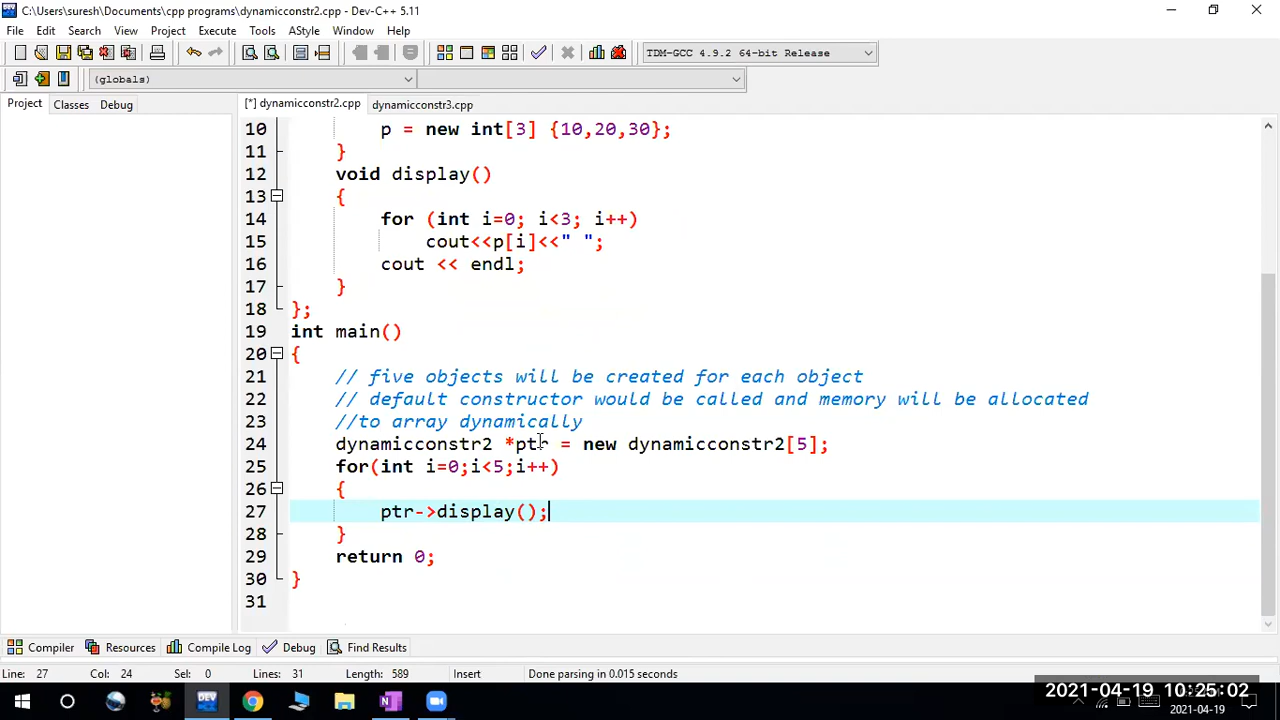 C:\Users\suresh\Documents\cpp programs\dynamicconstr2.cpp - Dev-C++ 5.11
File Edit Search View Project Execute Tools AStyle Window Help
TDM-GCC 4.9.2 64-bit Release
(globals)
Project Classes Debug [*] dynamicconstr2.cpp dynamicconstr3.cpp
10 p = new int[3] {10,20,30};
11 }
12 void display()
13 {
14 for (int i=0; i<3; i++)
15 cout<<p[i]<<" ";
16 cout << endl;
17 }
18 };
19 int main()
20 {
21 // five objects will be created for each object
22 // default constructor would be called and memory will be allocated
23 //to array dynamically
24 dynamicconstr2 *ptr = new dynamicconstr2[5];
25 for(int i=0;i<5;i++)
26 {
27 ptr->display();
28 }
29 return 0;
30 }
31
Compiler Resources Compile Log Debug Find Results
Line: 27 Col: 24 Sel: 0 Lines: 31 Length: 589 Insert Done parsing in 0.015 seconds
DEV
2021-04-19 10:25:02
2021-04-19